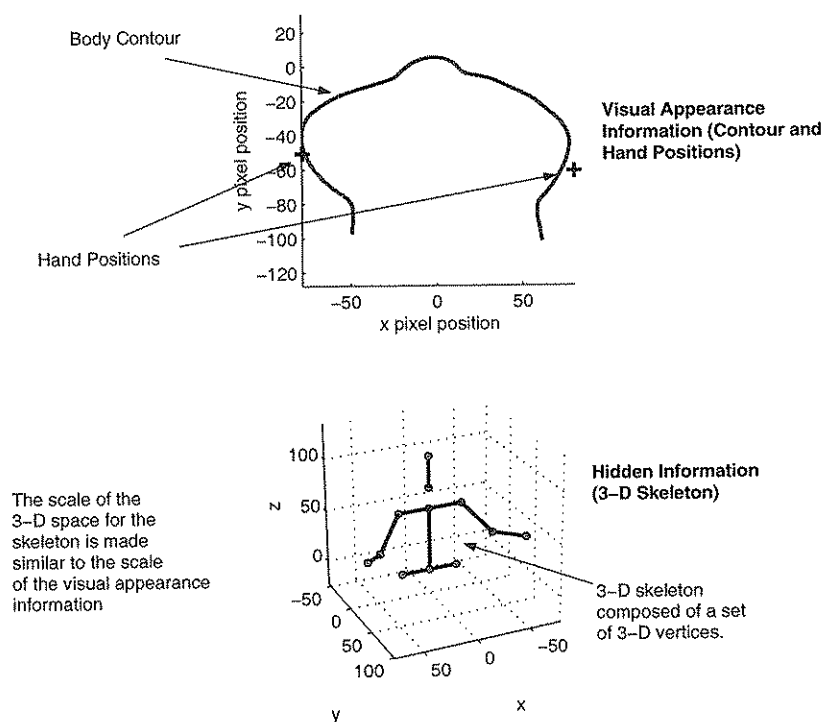 Body Contour
20
0
−20
−40
−60
−80
−100
−120
y pixel position
−50
0
50
x pixel position
Visual Appearance
Information (Contour and
Hand Positions)
Hand Positions
100
50
0
z
−50
0
50
100
y
50
0
−50
x
Hidden Information
(3−D Skeleton)
The scale of the
3−D space for the
skeleton is made
similar to the scale
of the visual appearance
information
3−D skeleton
composed of a set
of 3−D vertices.